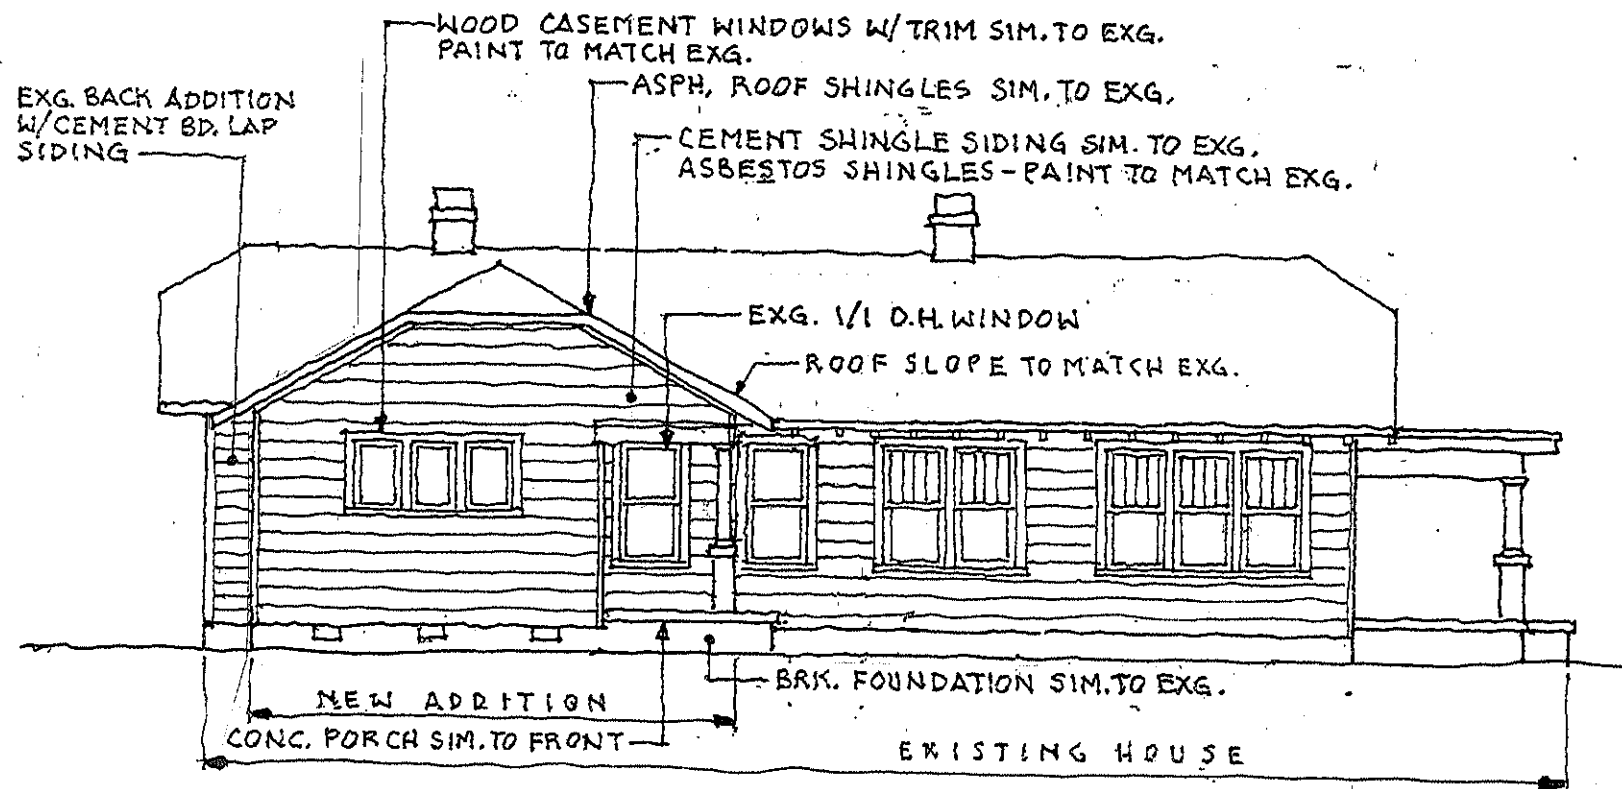 WOOD CASEMENT WINDOWS W/ TRIM SIM. TO EXG.
PAINT TO MATCH EXG.
ASPH. ROOF SHINGLES SIM. TO EXG.
EXG. BACK ADDITION
W/CEMENT BD. LAP
SIDING
CEMENT SHINGLE SIDING SIM. TO EXG.
ASBESTOS SHINGLES - PAINT TO MATCH EXG.
EXG. 1/1 D.H. WINDOW
ROOF SLOPE TO MATCH EXG.
BRK. FOUNDATION SIM. TO EXG.
NEW ADDITION
CONC. PORCH SIM. TO FRONT
EXISTING HOUSE